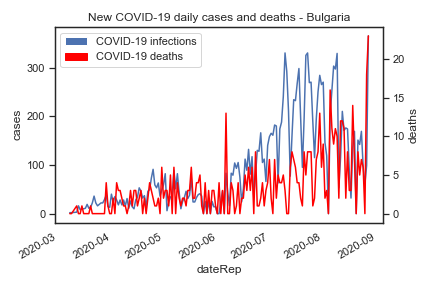 New COVID-19 daily cases and deaths - Bulgaria
COVID-19 infections
COVID-19 deaths
cases
300
200
100
0
deaths
20
15
10
5
0
2020-03
2020-04
2020-05
2020-06
2020-07
2020-08
2020-09
dateRep